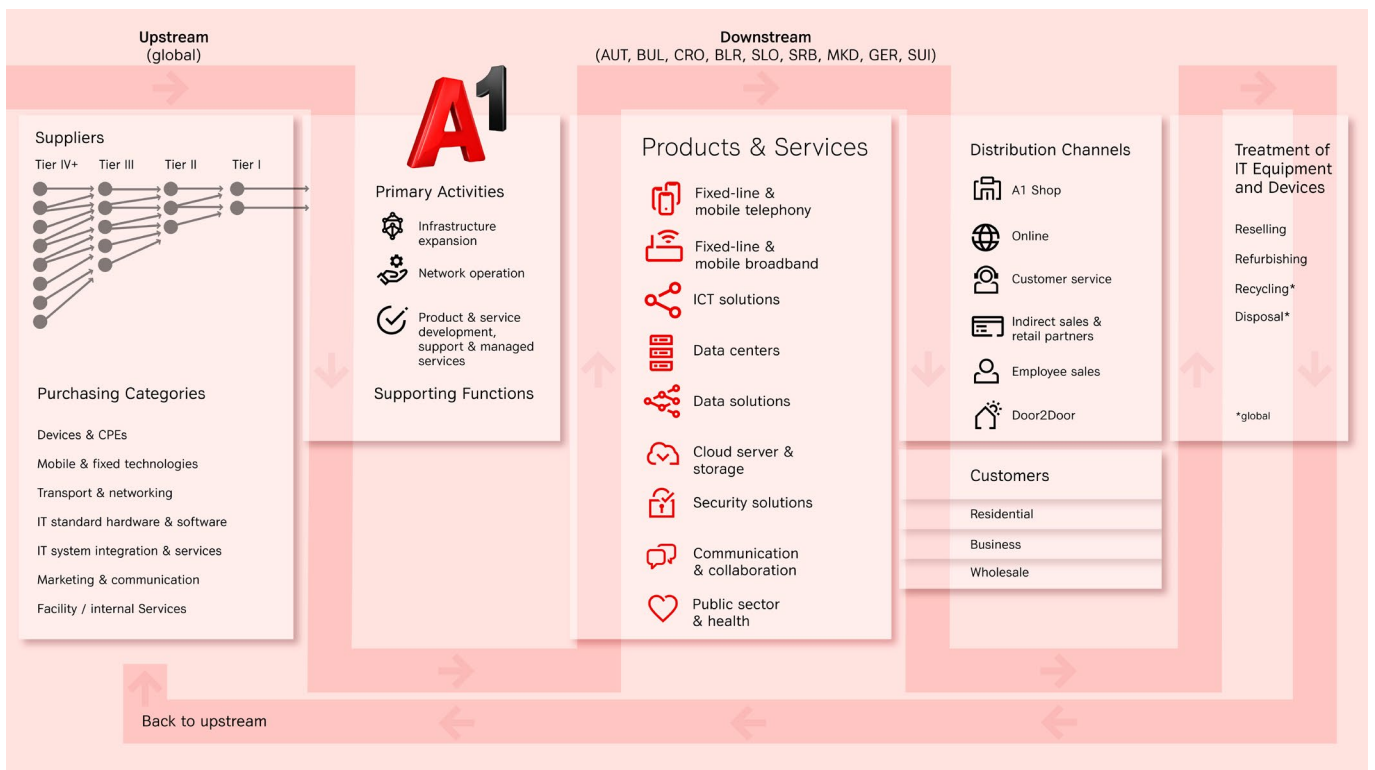 Upstream
(global)
Downstream
(AUT, BUL, CRO, BLR, SLO, SRB, MKD, GER, SUI)
Suppliers
Tier IV+ Tier III Tier II Tier I
Purchasing Categories
Devices & CPEs
Mobile & fixed technologies
Transport & networking
IT standard hardware & software
IT system integration & services
Marketing & communication
Facility / internal Services
A1
Primary Activities
Infrastructure
expansion
Network operation
Product & service
development,
support & managed
services
Supporting Functions
Products & Services
Fixed-line &
mobile telephony
Fixed-line &
mobile broadband
ICT solutions
Data centers
Data solutions
Cloud server &
storage
Security solutions
Communication
& collaboration
Public sector
& health
Distribution Channels
A1 Shop
Online
Customer service
Indirect sales &
retail partners
Employee sales
Door2Door
Customers
Residential
Business
Wholesale
Treatment of
IT Equipment
and Devices
Reselling
Refurbishing
Recycling*
Disposal*
*global
Back to upstream